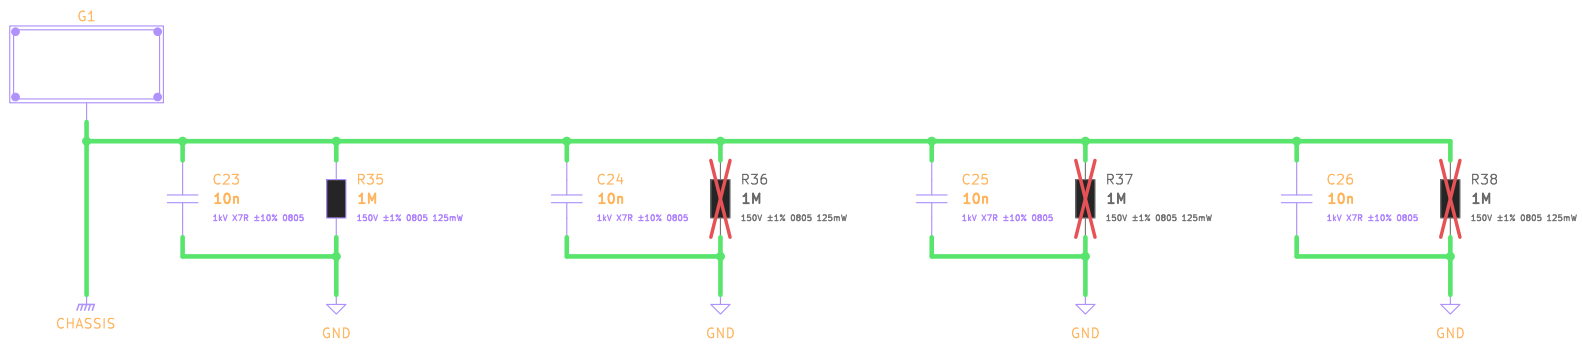 G1
C23
10n
1kV X7R ±10% 0805
R35
1M
150V ±1% 0805 125mW
C24
10n
1kV X7R ±10% 0805
R36
1M
150V ±1% 0805 125mW
C25
10n
1kV X7R ±10% 0805
R37
1M
150V ±1% 0805 125mW
C26
10n
1kV X7R ±10% 0805
R38
1M
150V ±1% 0805 125mW
CHASSIS
GND
GND
GND
GND